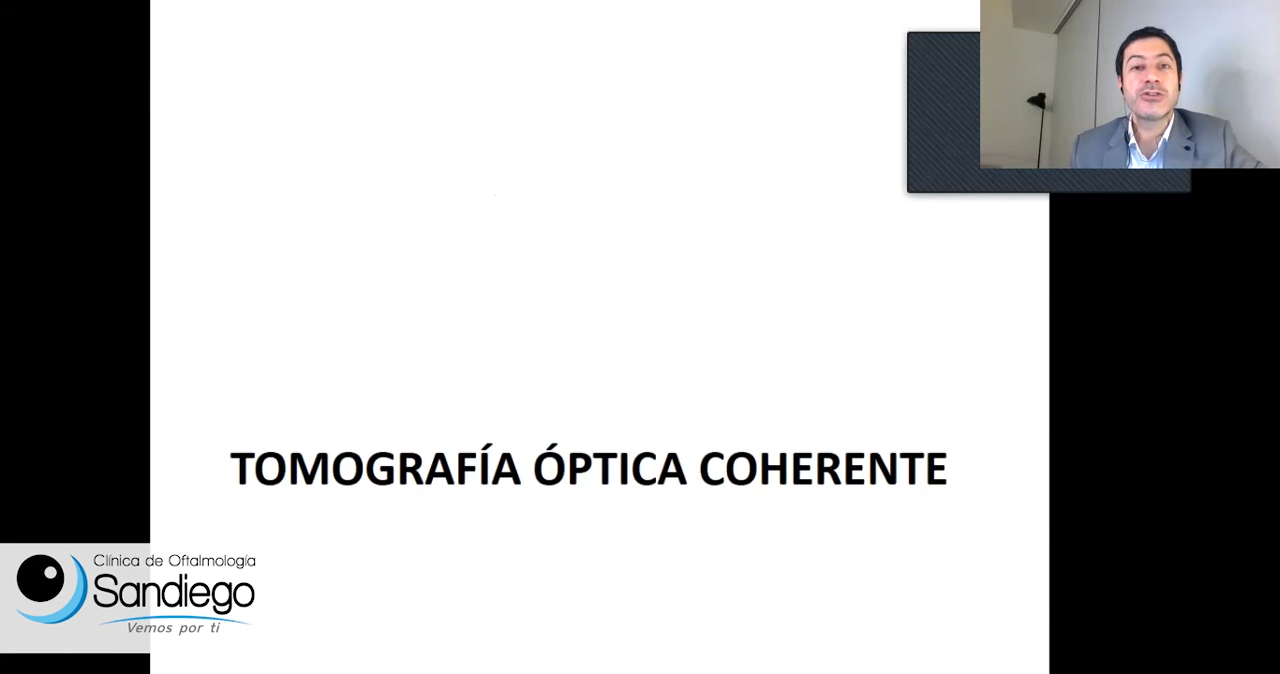 TOMOGRAFÍA ÓPTICA COHERENTE
Clínica de Oftalmología
Sandiego
Vemos por ti